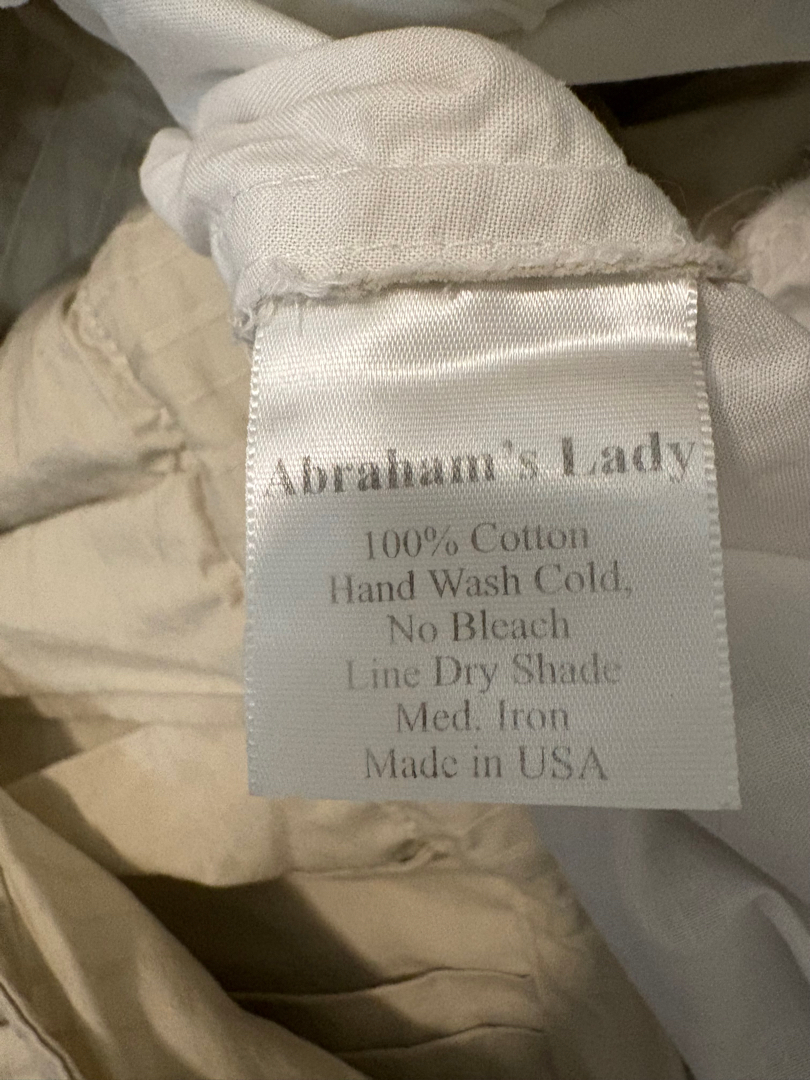 Abraham's Lady
100% Cotton
Hand Wash Cold,
No Bleach
Line Dry Shade
Med. Iron
Made in USA